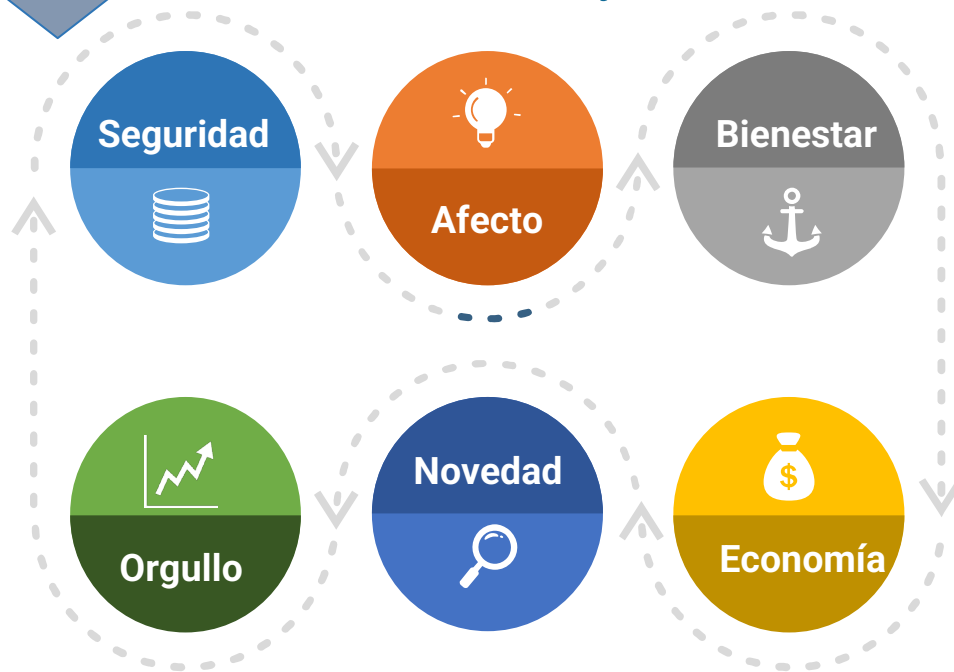 Seguridad
Afecto
Bienestar
Orgullo
Novedad
$
Economía